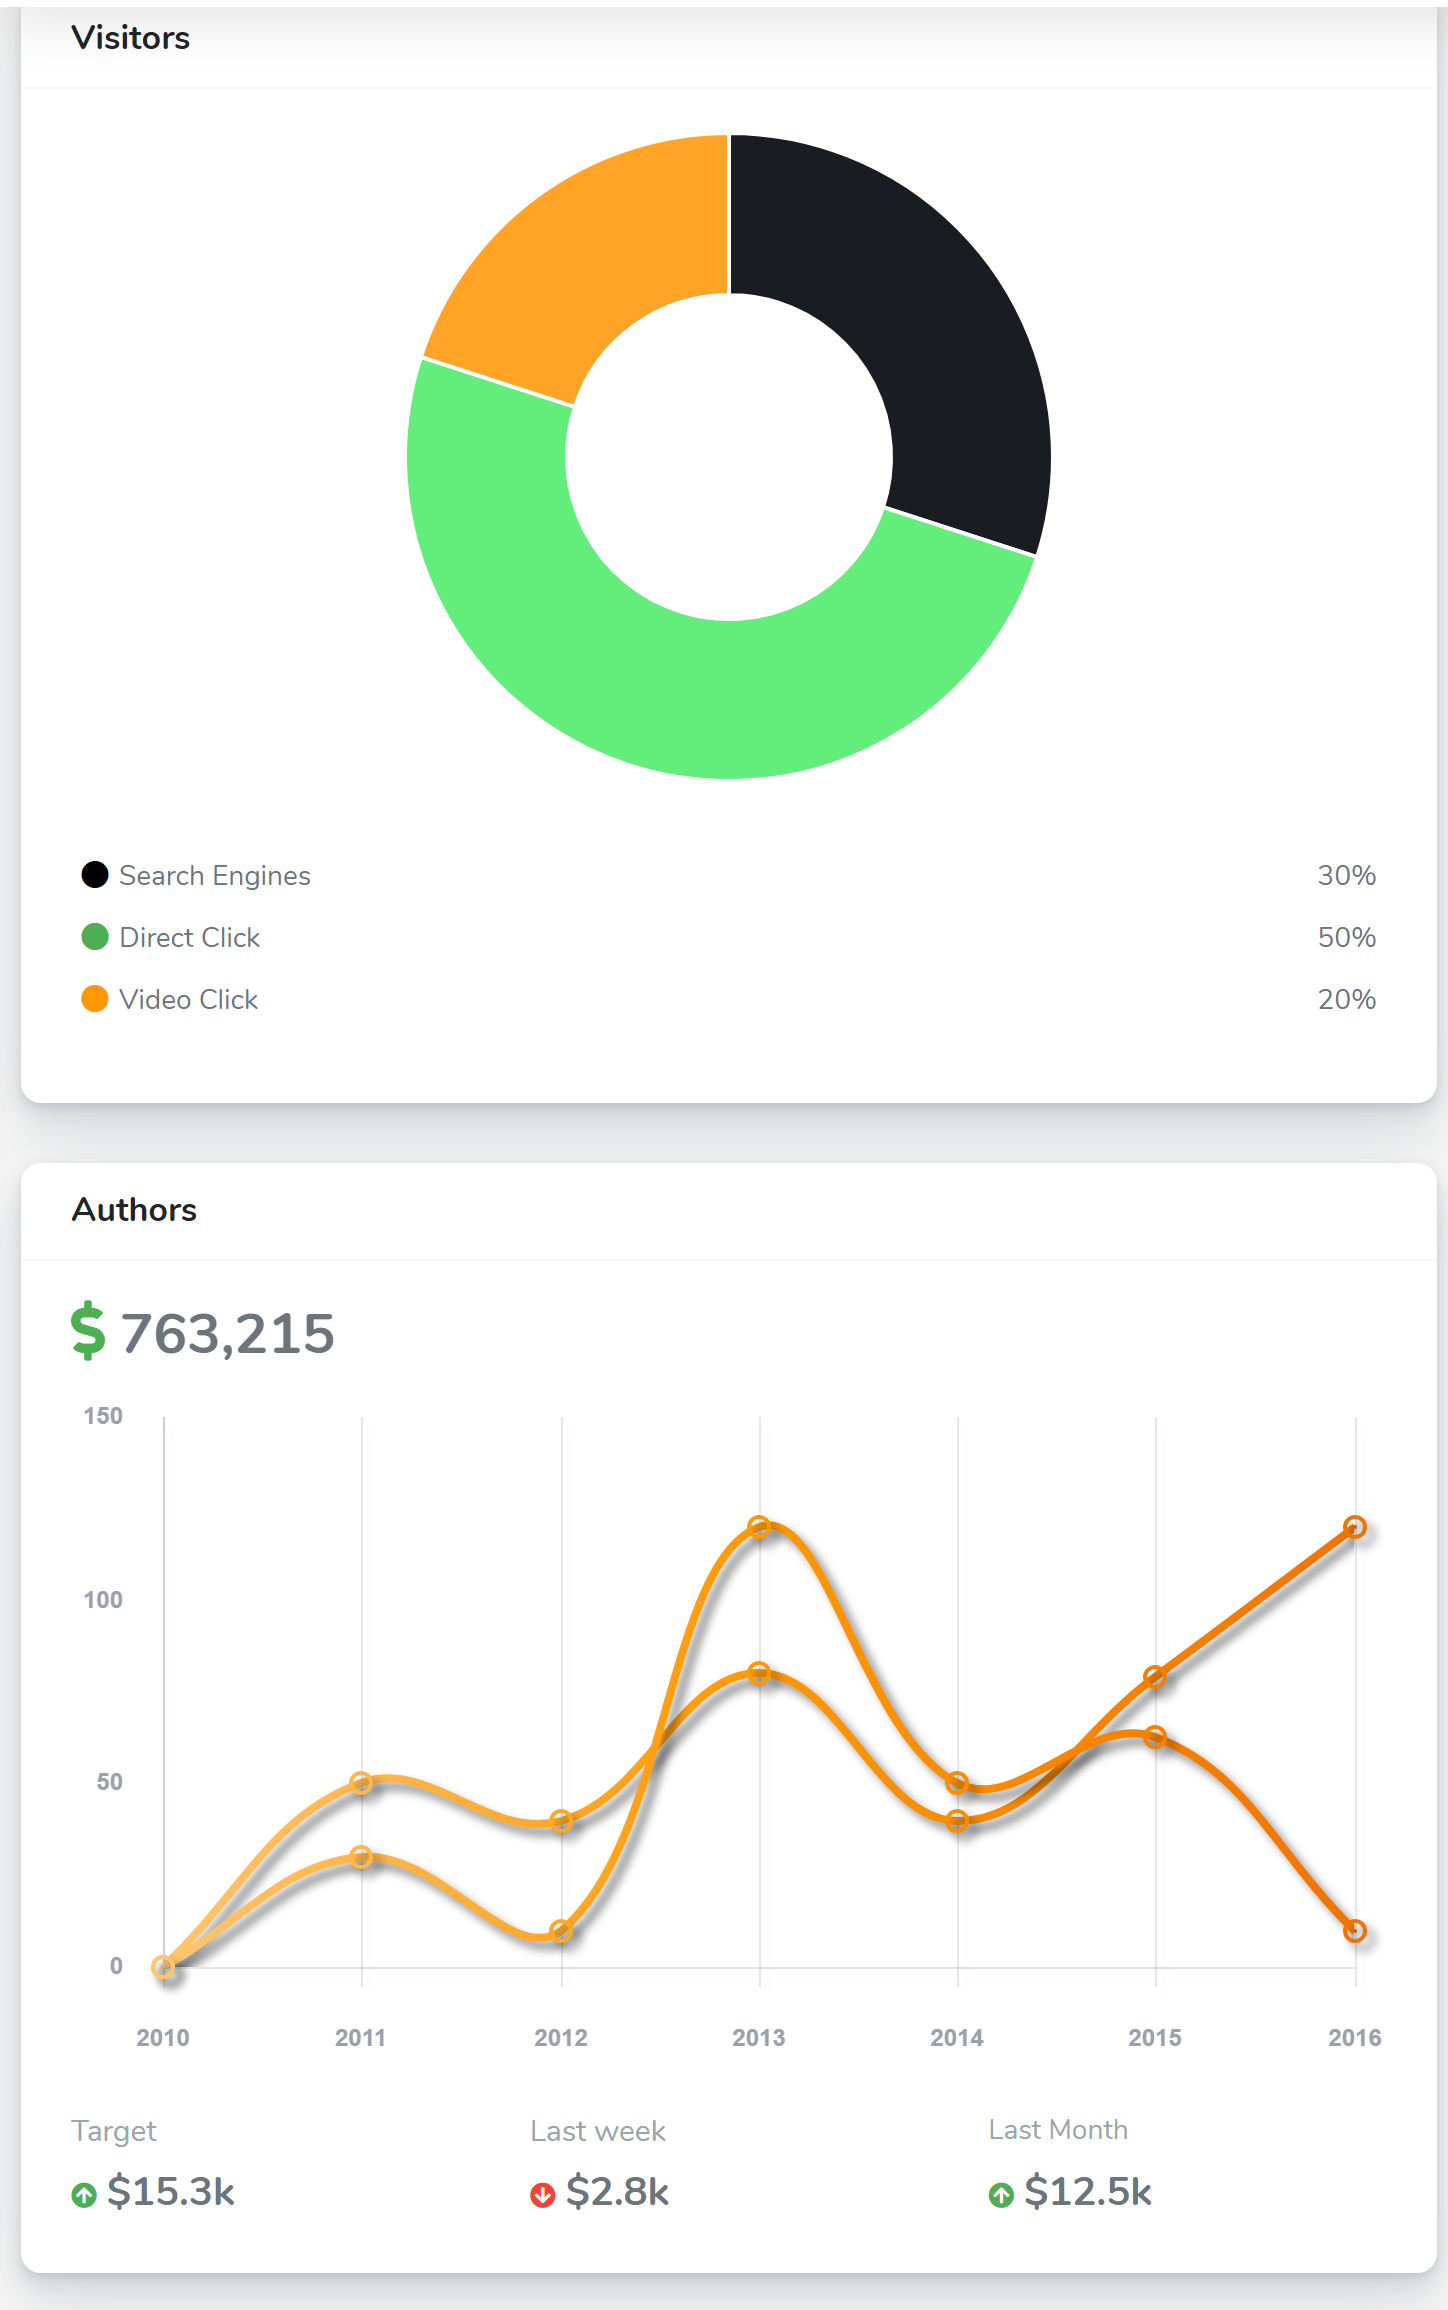 Visitors
Search Engines 30%
Direct Click 50%
Video Click 20%
Authors
$ 763,215
150
100
50
0
2010 2011 2012 2013 2014 2015 2016
Target Last week Last Month
$15.3k $2.8k $12.5k